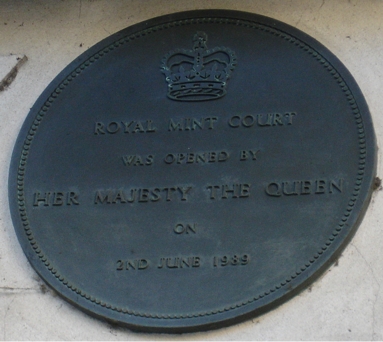 ROYAL MINT COURT
WAS OPENED BY
HER MAJESTY THE QUEEN
ON
2ND JUNE 1989